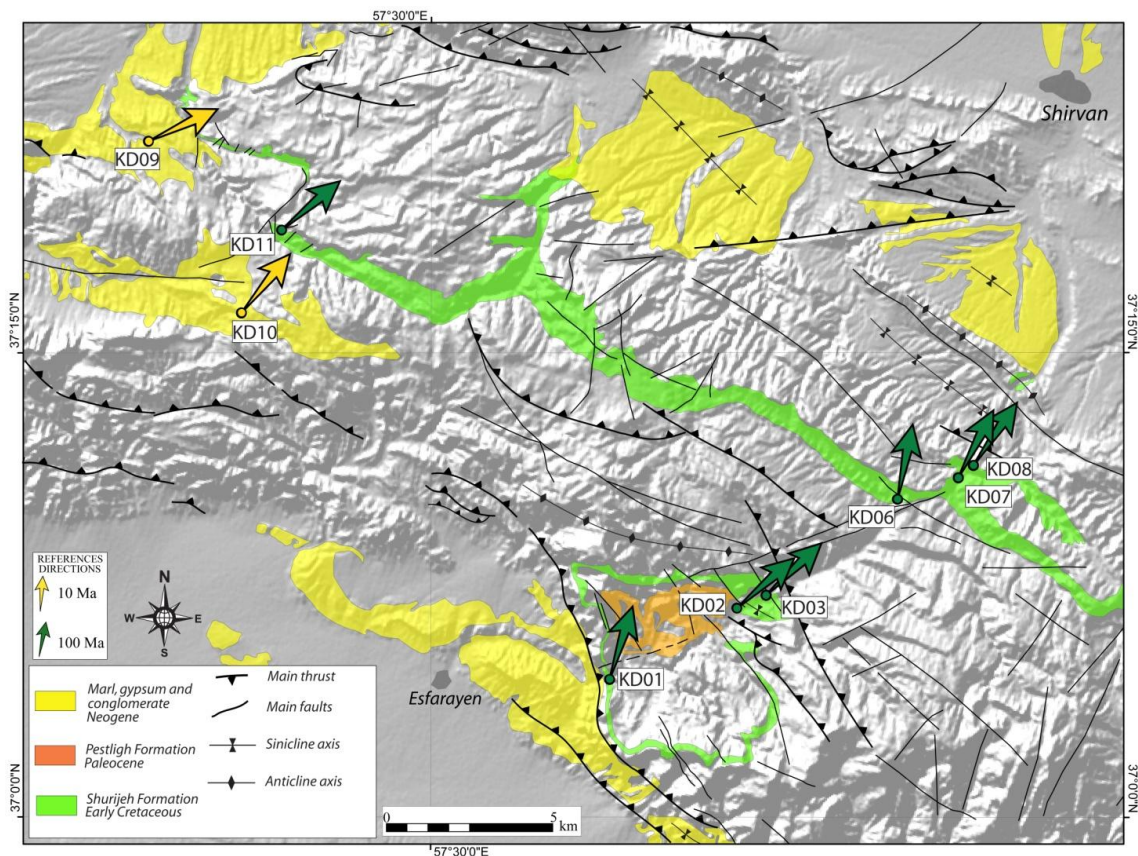 57°30'0"E
Shirvan
KD09
KD11
KD10
37°15'0"N
37°15'0"N
KD08
KD07
KD06
KD02
KD03
KD01
Esfarayen
REFERENCES
DIRECTIONS
10 Ma
100 Ma
N
W
E
S
Marl, gypsum and
conglomerate
Neogene
Pestligh Formation
Paleocene
Shurijeh Formation
Early Cretaceous
Main thrust
Main faults
Sinicline axis
Anticline axis
0
5
km
37°0'0"N
37°0'0"N
57°30'0"E